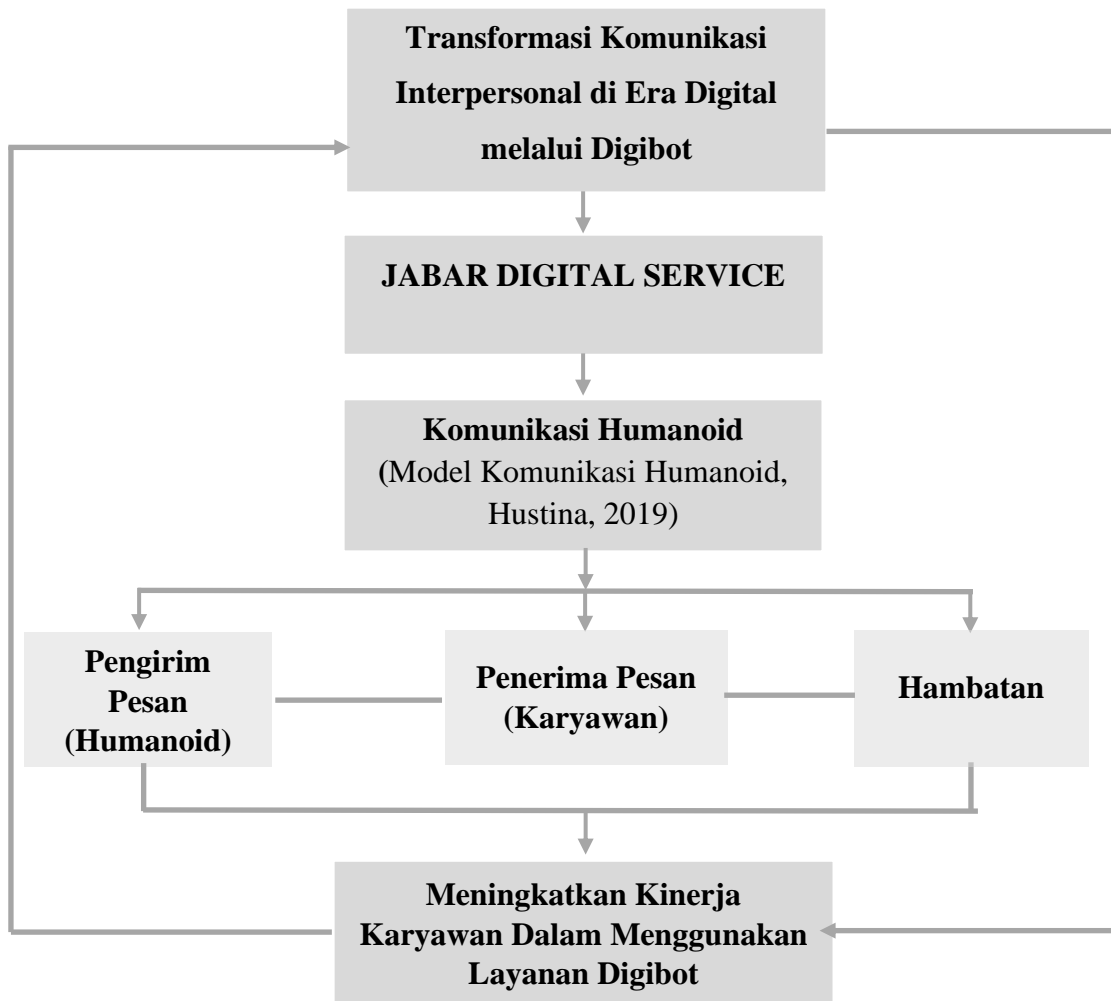 Transformasi Komunikasi
Interpersonal di Era Digital
melalui Digibot
JABAR DIGITAL SERVICE
Komunikasi Humanoid
(Model Komunikasi Humanoid,
Hustina, 2019)
Pengirim
Pesan
(Humanoid)
Penerima Pesan
(Karyawan)
Hambatan
Meningkatkan Kinerja
Karyawan Dalam Menggunakan
Layanan Digibot